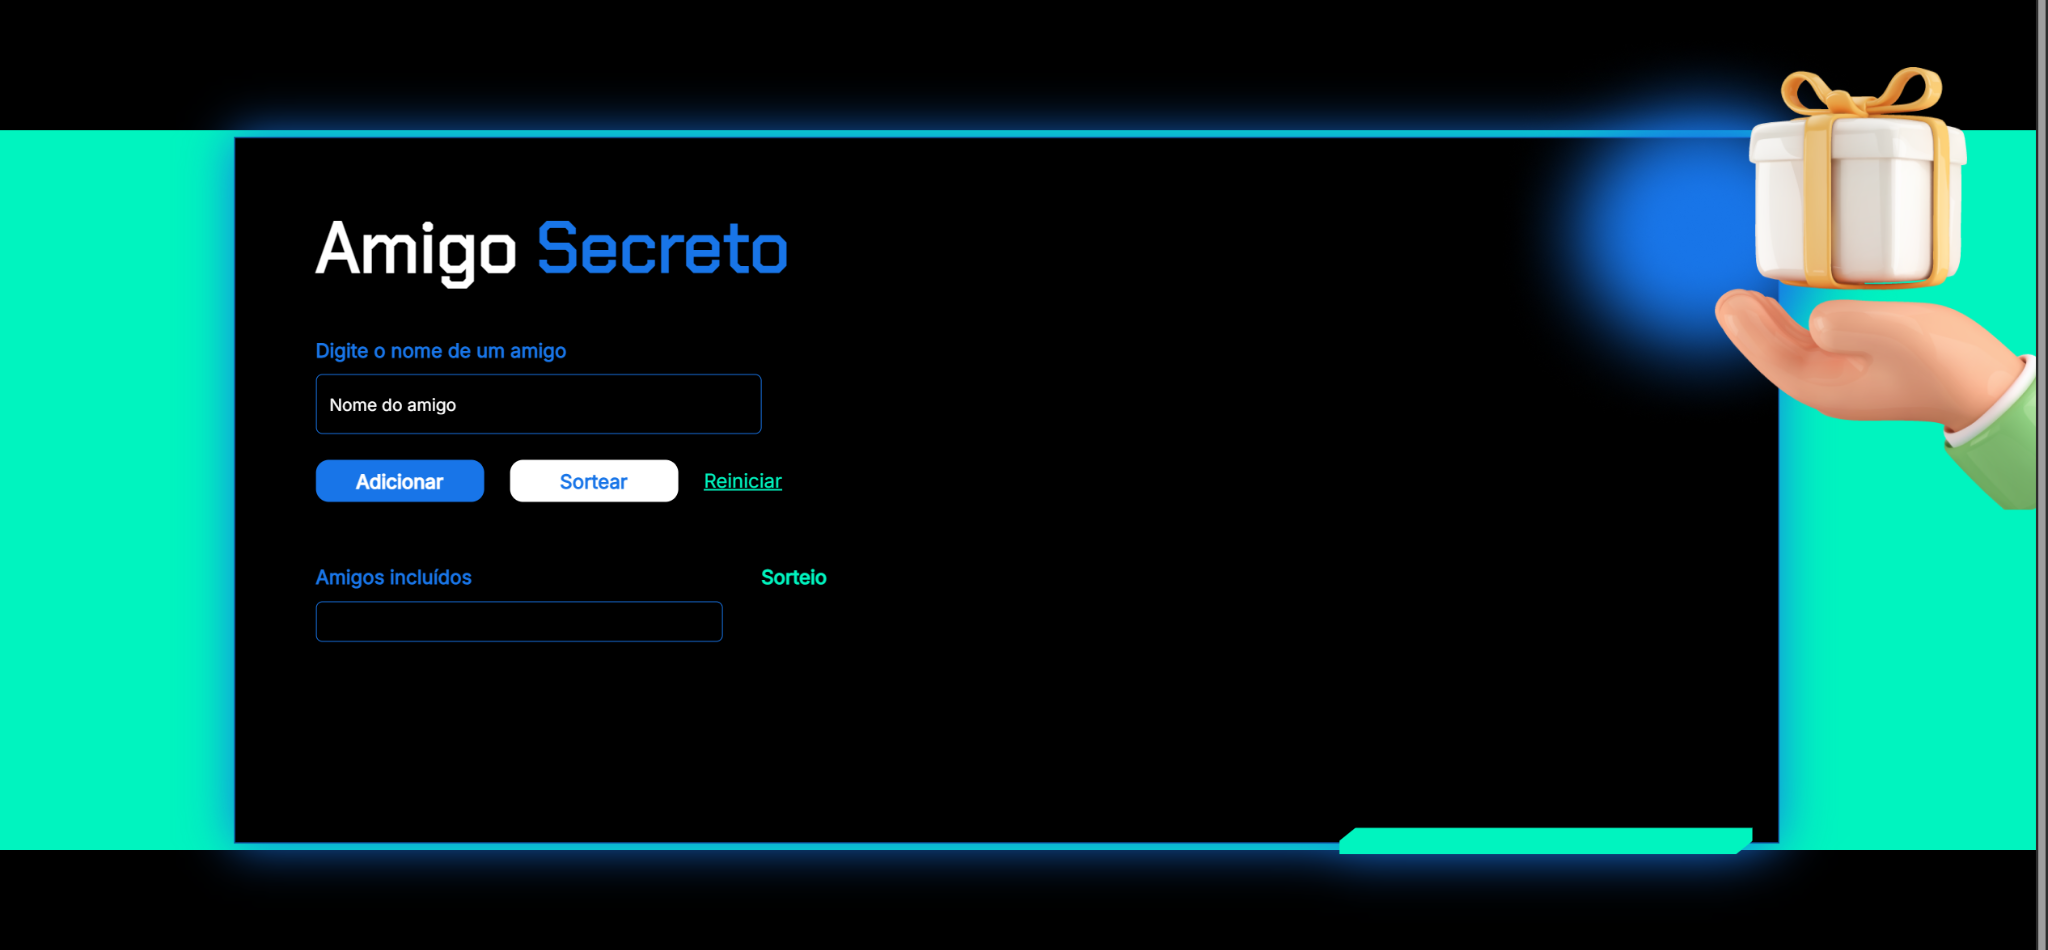 Amigo Secreto
Digite o nome de um amigo
Nome do amigo
Adicionar Sortear Reiniciar
Amigos incluídos Sorteio